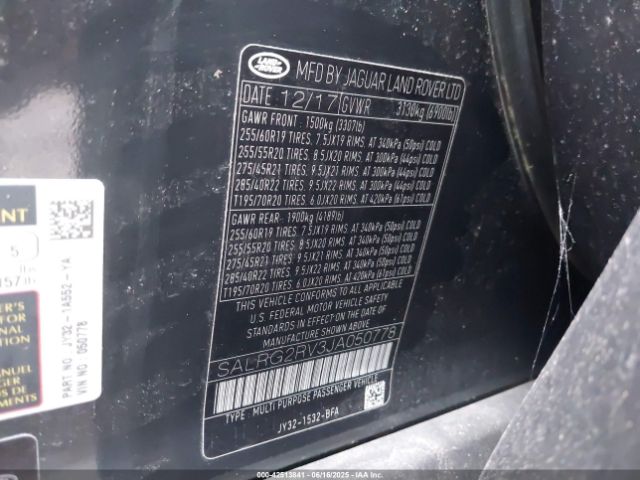 LAND ROVER
MFD BY JAGUAR LAND ROVER LTD
DATE 12/17 GVWR 3130kg (6900lb)
GAWR FRONT : 1500kg (3307lb)
255/60R19 TIRES, 7.5JX19 RIMS, AT 340kPa (50psi) COLD
255/55R20 TIRES, 8.5JX20 RIMS, AT 300kPa (44psi) COLD
275/45R21 TIRES, 9.5JX21 RIMS, AT 300kPa (44psi) COLD
285/40R22 TIRES, 9.5JX22 RIMS, AT 300kPa (44psi) COLD
T195/70R20 TIRES, 6.0JX20 RIMS, AT 420kPa (61psi) COLD
GAWR REAR: 1900kg (4189lb)
255/60R19 TIRES, 7.5JX19 RIMS, AT 340kPa (50psi) COLD
255/55R20 TIRES, 8.5JX20 RIMS, AT 340kPa (50psi) COLD
275/45R21 TIRES, 9.5JX21 RIMS, AT 340kPa (50psi) COLD
285/40R22 TIRES, 9.5JX22 RIMS, AT 340kPa (50psi) COLD
T195/70R20 TIRES, 6.0JX20 RIMS, AT 420kPa (61psi) COLD
THIS VEHICLE CONFORMS TO ALL APPLICABLE
U.S. FEDERAL MOTOR VEHICLE SAFETY
STANDARDS IN EFFECT ON THE DATE OF
MANUFACTURE SHOWN ABOVE
SALRG2RV3JA050778
TYPE : MULTI PURPOSE PASSENGER VEHICLE
JY32-1532-BFA
5
PART NO. JY32-1A552-YA
VIN NO 050778
00-42513841 - 06/16/2025 - IAAI COPART